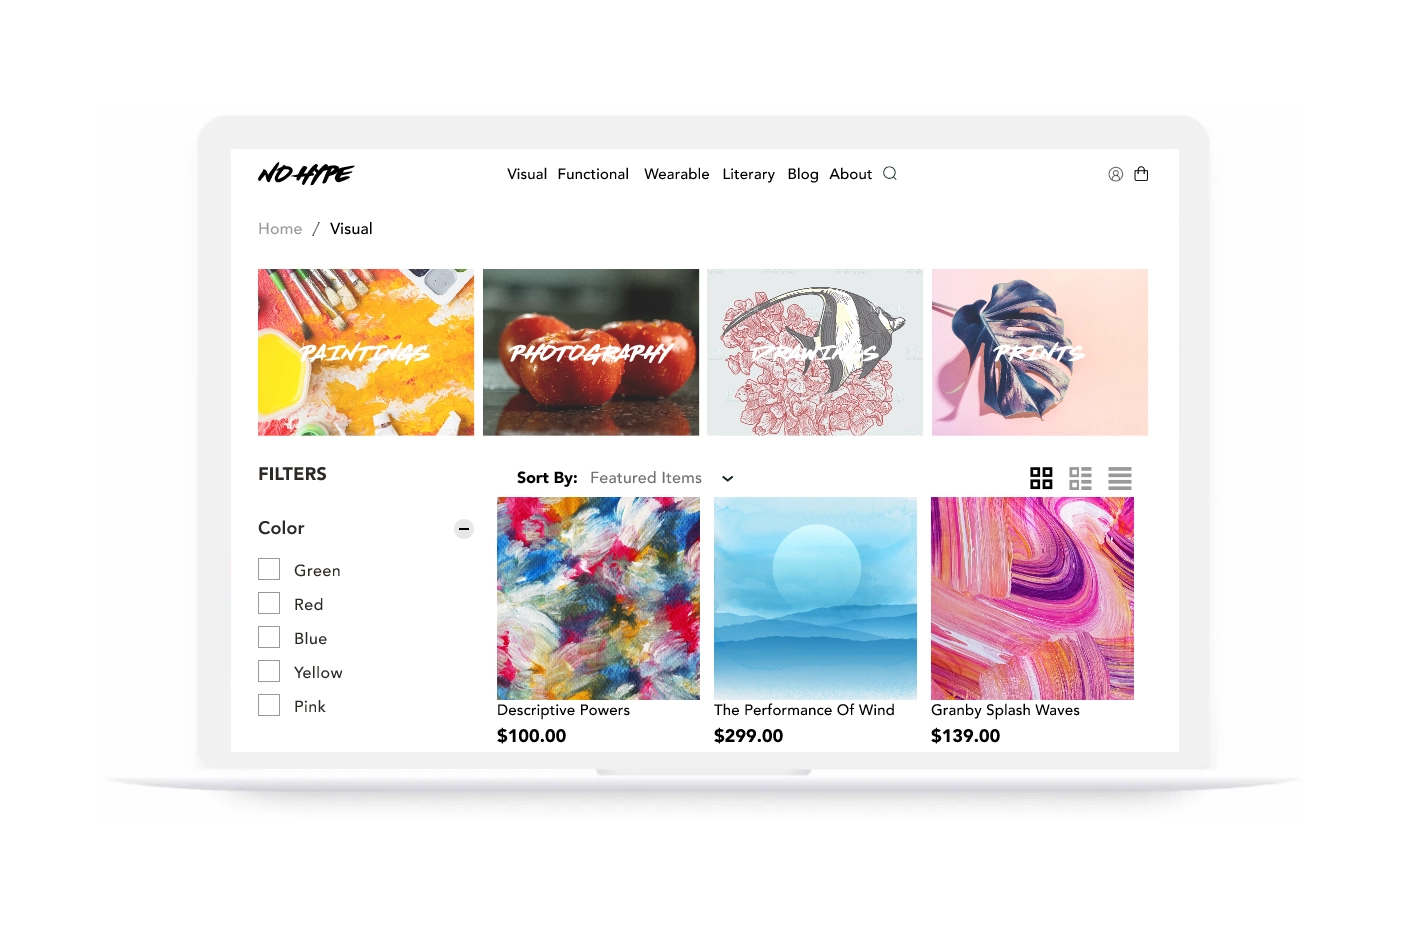 NO HYPE
Visual Functional Wearable Literary Blog About
Home / Visual
PAINTINGS
PHOTOGRAPHY
DRAWINGS
PRINTS
FILTERS
Sort By: Featured Items
Color
Green
Red
Blue
Yellow
Pink
Descriptive Powers
$100.00
The Performance Of Wind
$299.00
Granby Splash Waves
$139.00